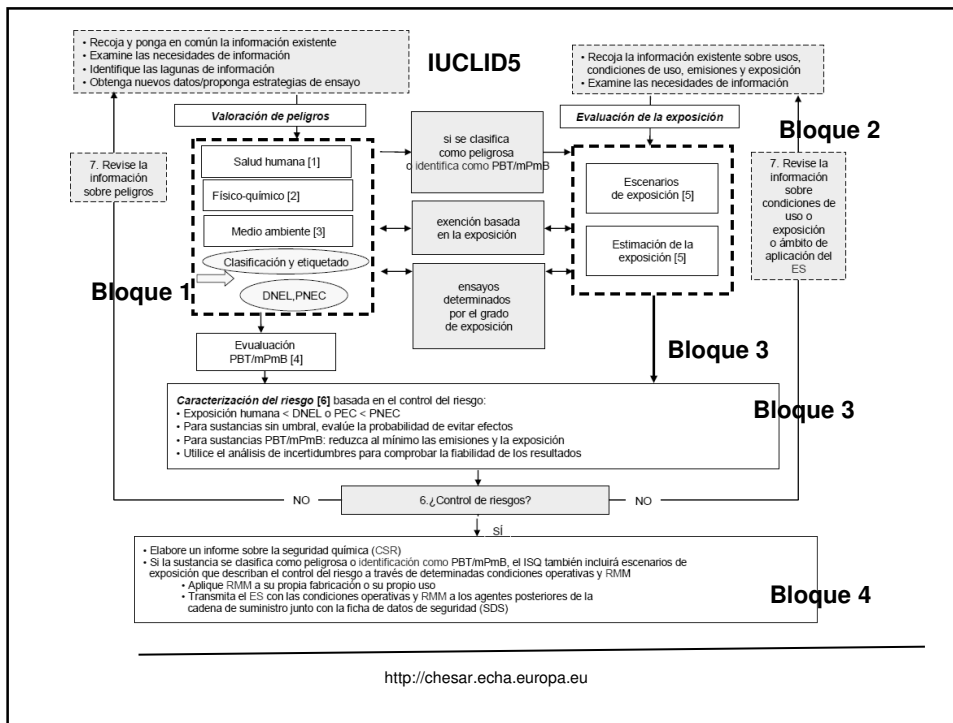 • Recoja y ponga en común la información existente
• Examine las necesidades de información
• Identifique las lagunas de información
• Obtenga nuevos datos/proponga estrategias de ensayo
IUCLID5
• Recoja la información existente sobre usos,
condiciones de uso, emisiones y exposición
• Examine las necesidades de información
Valoración de peligros
Evaluación de la exposición
Bloque 2
7. Revise la
información
sobre peligros
Salud humana [1]
Físico-químico [2]
Medio ambiente [3]
Clasificación y etiquetado
DNEL,PNEC
Bloque 1
si se clasifica
como peligrosa
o identifica como PBT/mPmB
exención basada
en la exposición
ensayos
determinados
por el grado
de exposición
Escenarios
de exposición [5]
Estimación de la
exposición [5]
7. Revise la
información
sobre
condiciones de
uso o
exposición
o ámbito de
aplicación del
ES
Evualuación
PBT/mPmB [4]
Bloque 3
Caracterización del riesgo [6] basada en el control del riesgo:
• Exposición humana < DNEL o PEC < PNEC
• Para sustancias sin umbral, evalúe la probabilidad de evitar efectos
• Para sustancias PBT/mPmB: reduzca al mínimo las emisiones y la exposición
• Utilice el análisis de incertidumbres para comprobar la fiabilidad de los resultados
Bloque 3
NO
6.¿Control de riesgos?
NO
SÍ
• Elabore un informe sobre la seguridad química (CSR)
• Si la sustancia se clasifica como peligrosa o identificación como PBT/mPmB, el ISQ también incluirá escenarios de
exposición que describan el control del riesgo a través de determinadas condiciones operativas y RMM
• Aplique RMM a su propia fabricación o su propio uso
• Transmita el ES con las condiciones operativas y RMM a los agentes posteriores de la
cadena de suministro junto con la ficha de datos de seguridad (SDS)
Bloque 4
http://chesar.echa.europa.eu